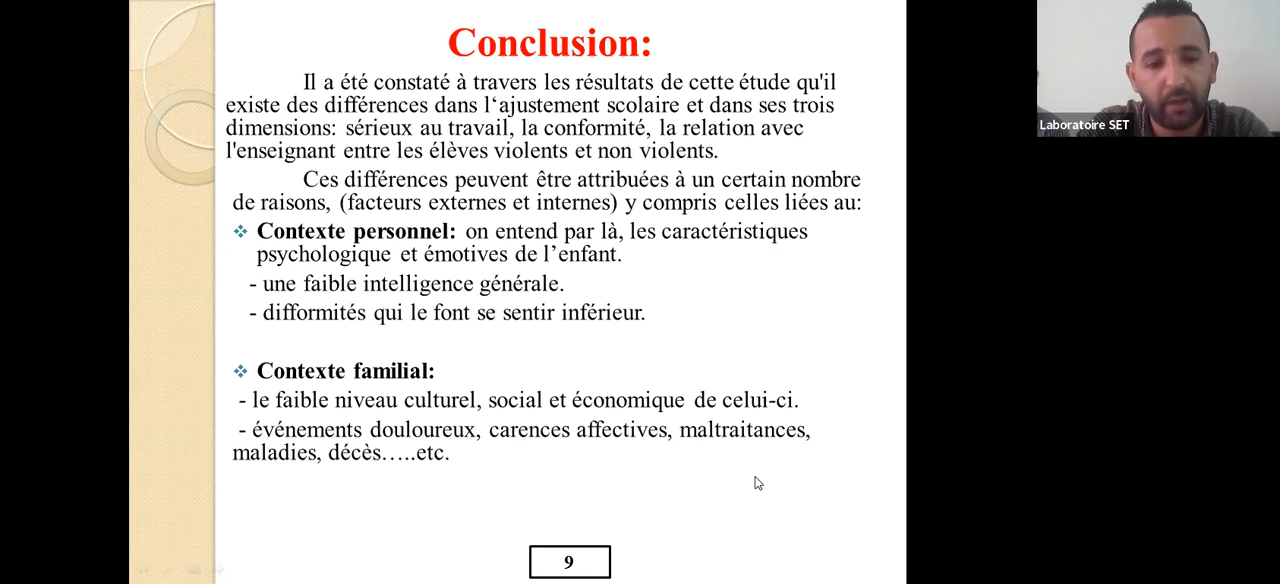 Conclusion:
Il a été constaté à travers les résultats de cette étude qu'il
existe des différences dans l‘ajustement scolaire et dans ses trois
dimensions: sérieux au travail, la conformité, la relation avec
l'enseignant entre les élèves violents et non violents.
Ces différences peuvent être attribuées à un certain nombre
de raisons, (facteurs externes et internes) y compris celles liées au:
❖ Contexte personnel: on entend par là, les caractéristiques
psychologique et émotives de l’enfant.
- une faible intelligence générale.
- difformités qui le font se sentir inférieur.
❖ Contexte familial:
- le faible niveau culturel, social et économique de celui-ci.
- événements douloureux, carences affectives, maltraitances,
maladies, décès…..etc.
9
Laboratoire SET